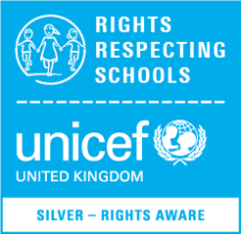 RIGHTS
RESPECTING
SCHOOLS
unicef
UNITED KINGDOM
SILVER – RIGHTS AWARE